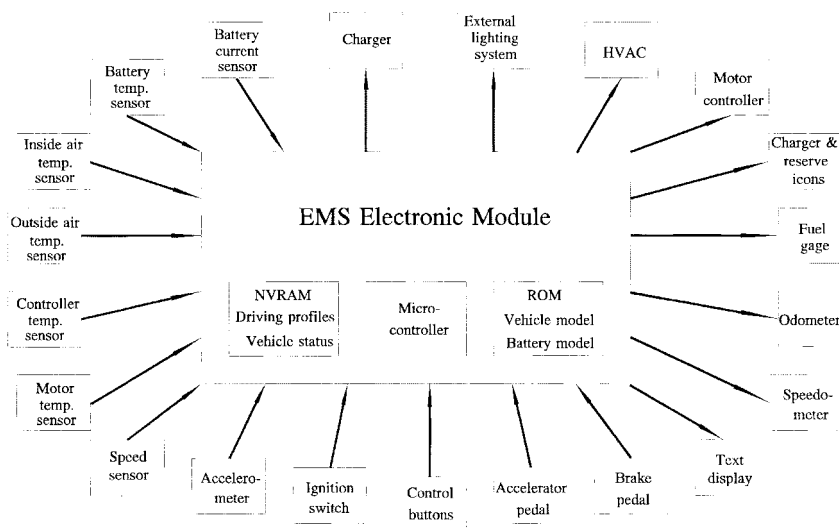 Battery
current
sensor
Charger
External
lighting
system
HVAC
Battery
temp.
sensor
Motor
controller
Inside air
temp.
sensor
Charger &
reserve
icons
EMS Electronic Module
Outside air
temp.
sensor
Fuel
gage
NVRAM
Driving profiles
Vehicle status
Micro-
controller
ROM
Vehicle model
Battery model
Controller
temp.
sensor
Odometer
Motor
temp.
sensor
Speedo-
meter
Speed
sensor
Accelero-
meter
Ignition
switch
Control
buttons
Accelerator
pedal
Brake
pedal
Text
display